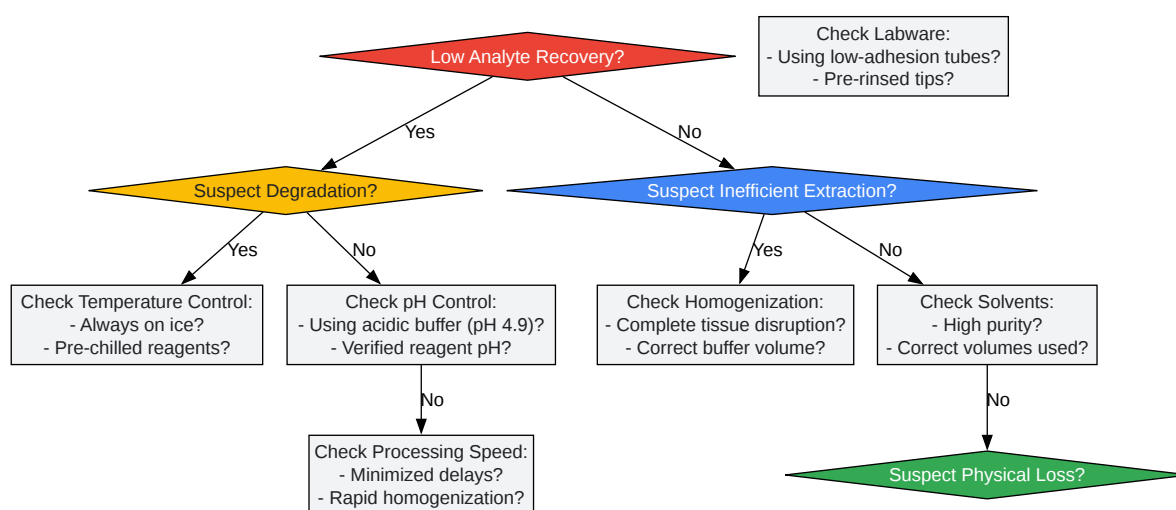 Low Analyte Recovery?
Check Labware:
- Using low-adhesion tubes?
- Pre-rinsed tips?
Yes
No
Suspect Degradation?
Suspect Inefficient Extraction?
Yes
No
Yes
No
Check Temperature Control:
- Always on ice?
- Pre-chilled reagents?
Check pH Control:
- Using acidic buffer (pH 4.9)?
- Verified reagent pH?
Check Homogenization:
- Complete tissue disruption?
- Correct buffer volume?
Check Solvents:
- High purity?
- Correct volumes used?
No
No
Check Processing Speed:
- Minimized delays?
- Rapid homogenization?
Suspect Physical Loss?